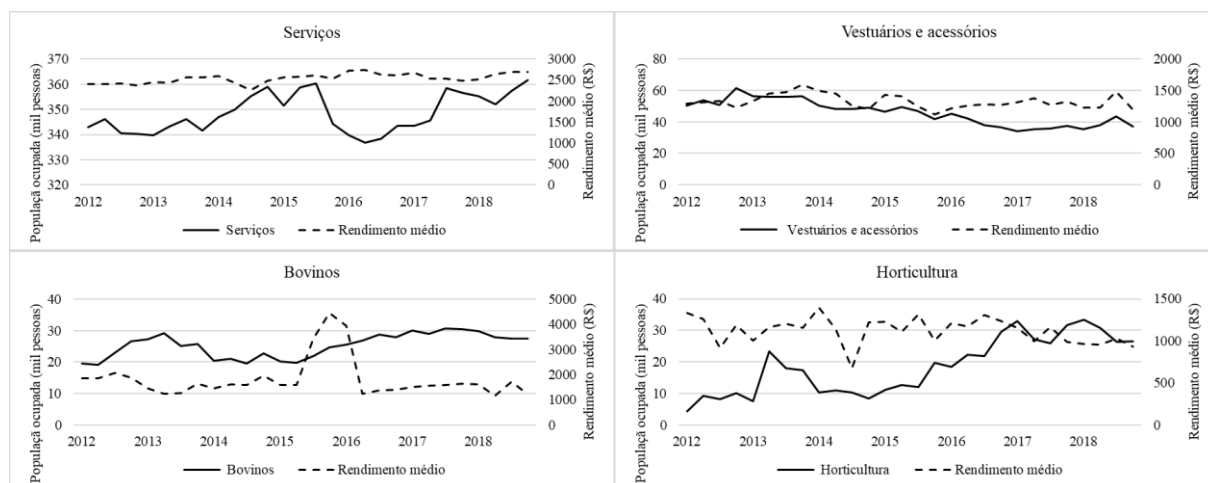 Serviços
Populaçã ocupada (mil pessoas)
370
360
350
340
330
320
3000
2500
2000
1500
1000
500
0
Rendimento médio (R$)
2012 2013 2014 2015 2016 2017 2018
Serviços Rendimento médio
Vestuários e acessórios
Populaçã ocupada (mil pessoas)
80
60
40
20
0
2000
1500
1000
500
0
Rendimento médio (R$)
2012 2013 2014 2015 2016 2017 2018
Vestuários e acessórios Rendimento médio
Bovinos
Populaçã ocupada (mil pessoas)
40
30
20
10
0
5000
4000
3000
2000
1000
0
Rendimento médio (R$)
2012 2013 2014 2015 2016 2017 2018
Bovinos Rendimento médio
Horticultura
Populaçã ocupada (mil pessoas)
40
30
20
10
0
1500
1000
500
0
Rendimento médio (R$)
2012 2013 2014 2015 2016 2017 2018
Horticultura Rendimento médio